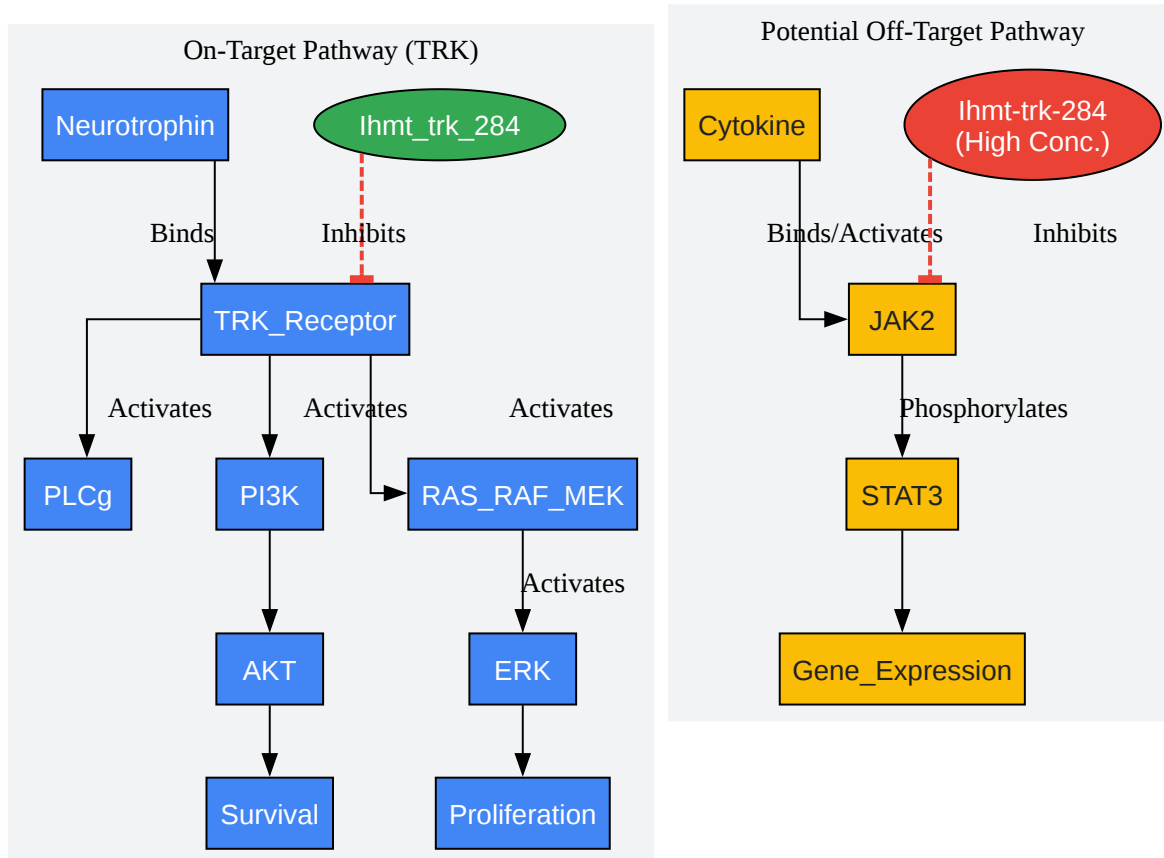 On-Target Pathway (TRK)
Neurotrophin
Ihmt_trk_284
Binds
Inhibits
TRK_Receptor
Activates
Activates
Activates
PLCg
PI3K
RAS_RAF_MEK
Activates
AKT
ERK
Survival
Proliferation
Potential Off-Target Pathway
Cytokine
Ihmt-trk-284
(High Conc.)
Binds/Activates
Inhibits
JAK2
Phosphorylates
STAT3
Gene_Expression